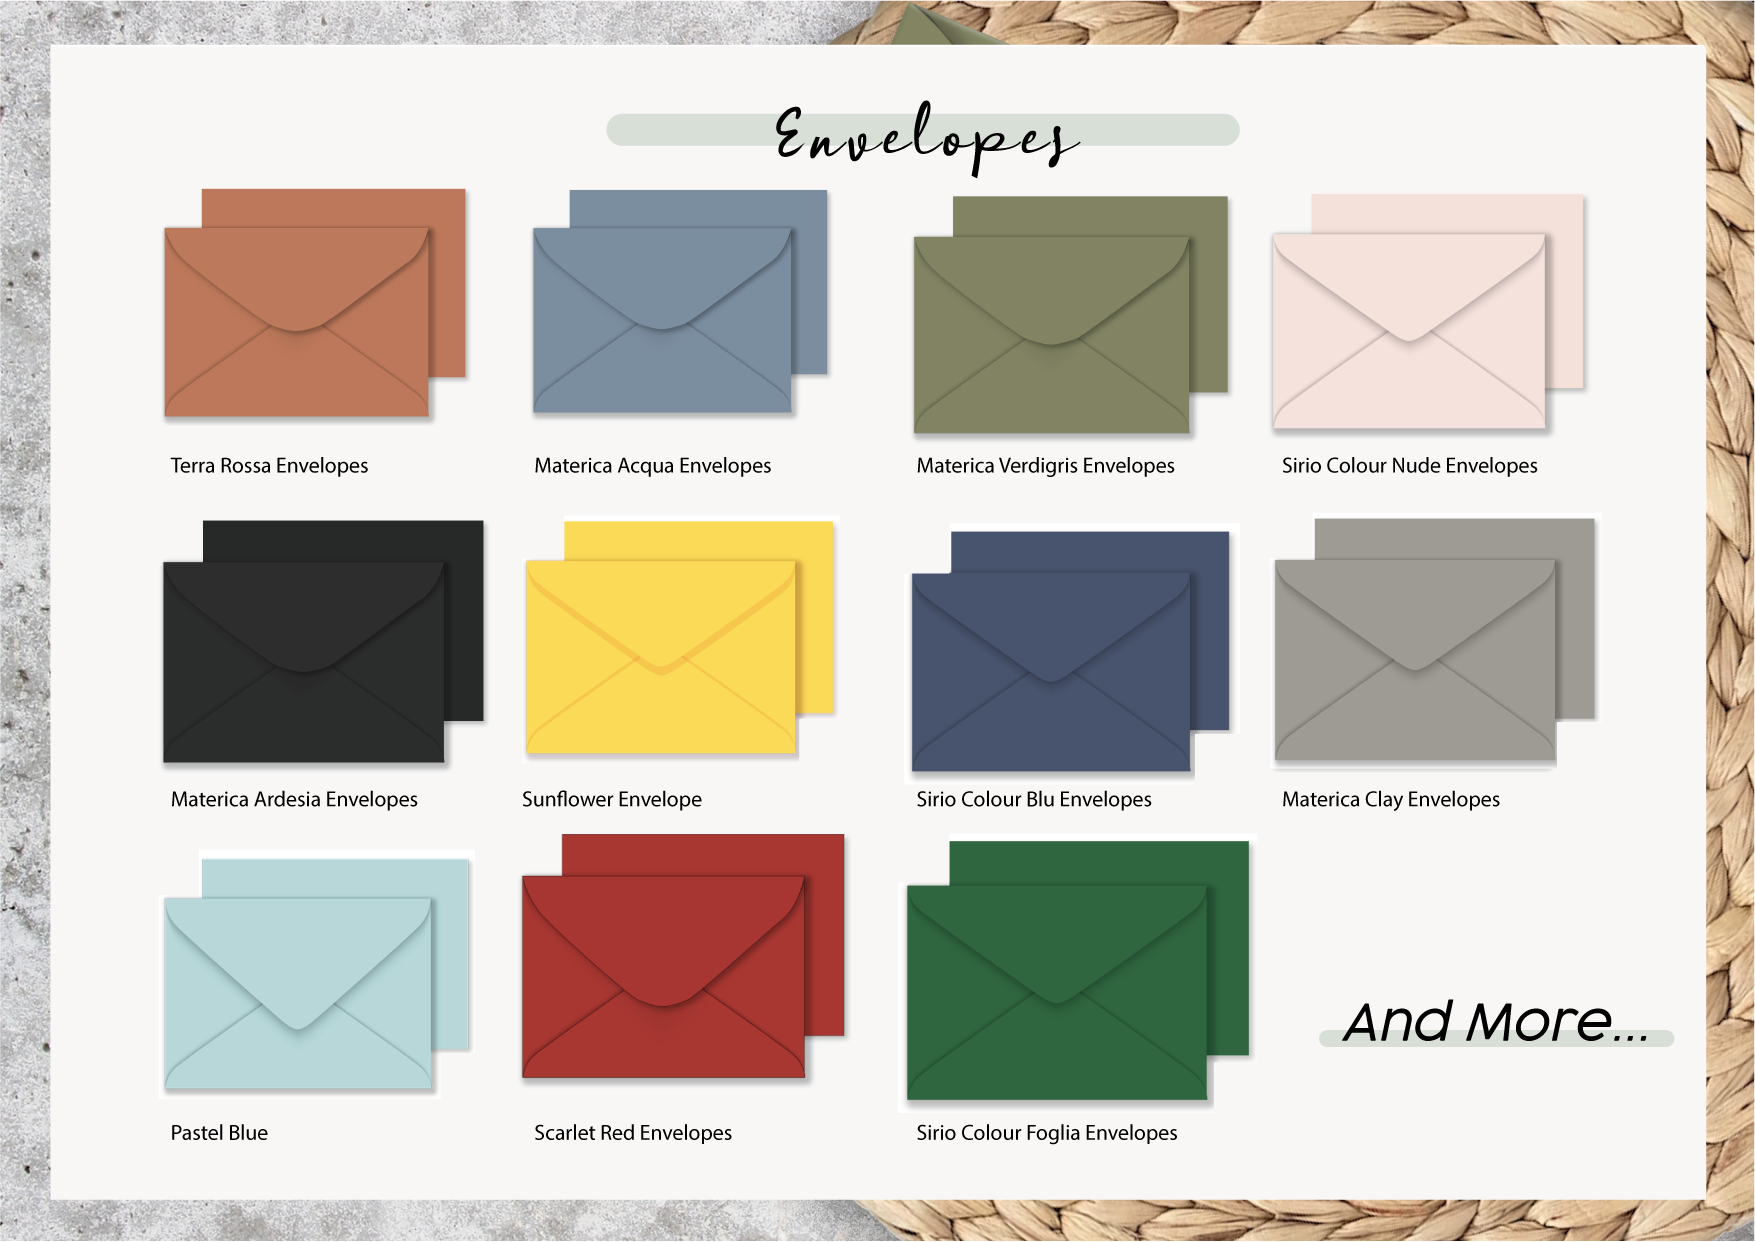 Envelopes
Terra Rossa Envelopes
Materica Acqua Envelopes
Materica Verdigris Envelopes
Sirio Colour Nude Envelopes
Materica Ardesia Envelopes
Sunflower Envelope
Sirio Colour Blu Envelopes
Materica Clay Envelopes
Pastel Blue
Scarlet Red Envelopes
Sirio Colour Foglia Envelopes
And More...